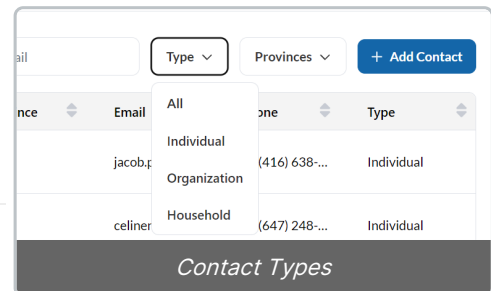 ail Type Provinces + Add Contact
nce Email one Type
All
Individual
Organization
Household
jacob.p (416) 638-... Individual
celiner (647) 248-... Individual
Contact Types